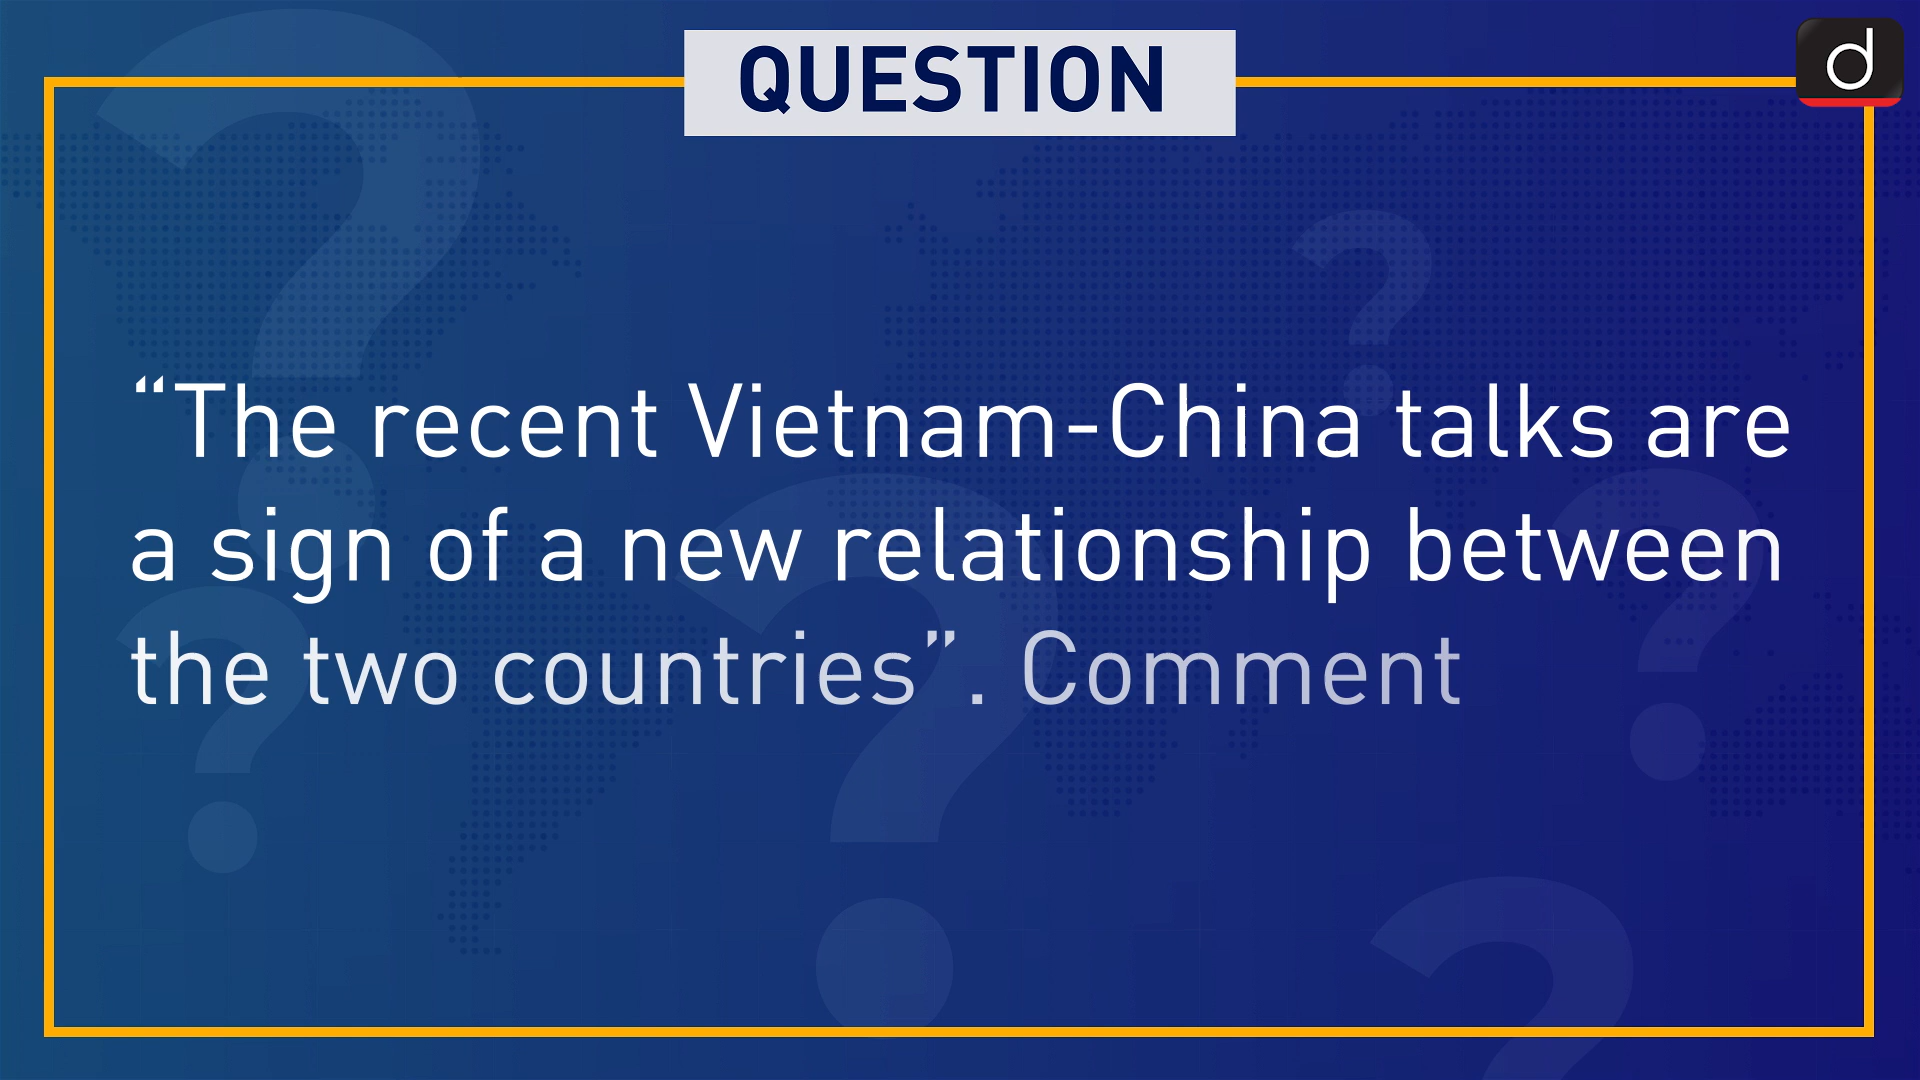 QUESTION
d
“The recent Vietnam-China talks are
a sign of a new relationship between
the two countries”. Comment